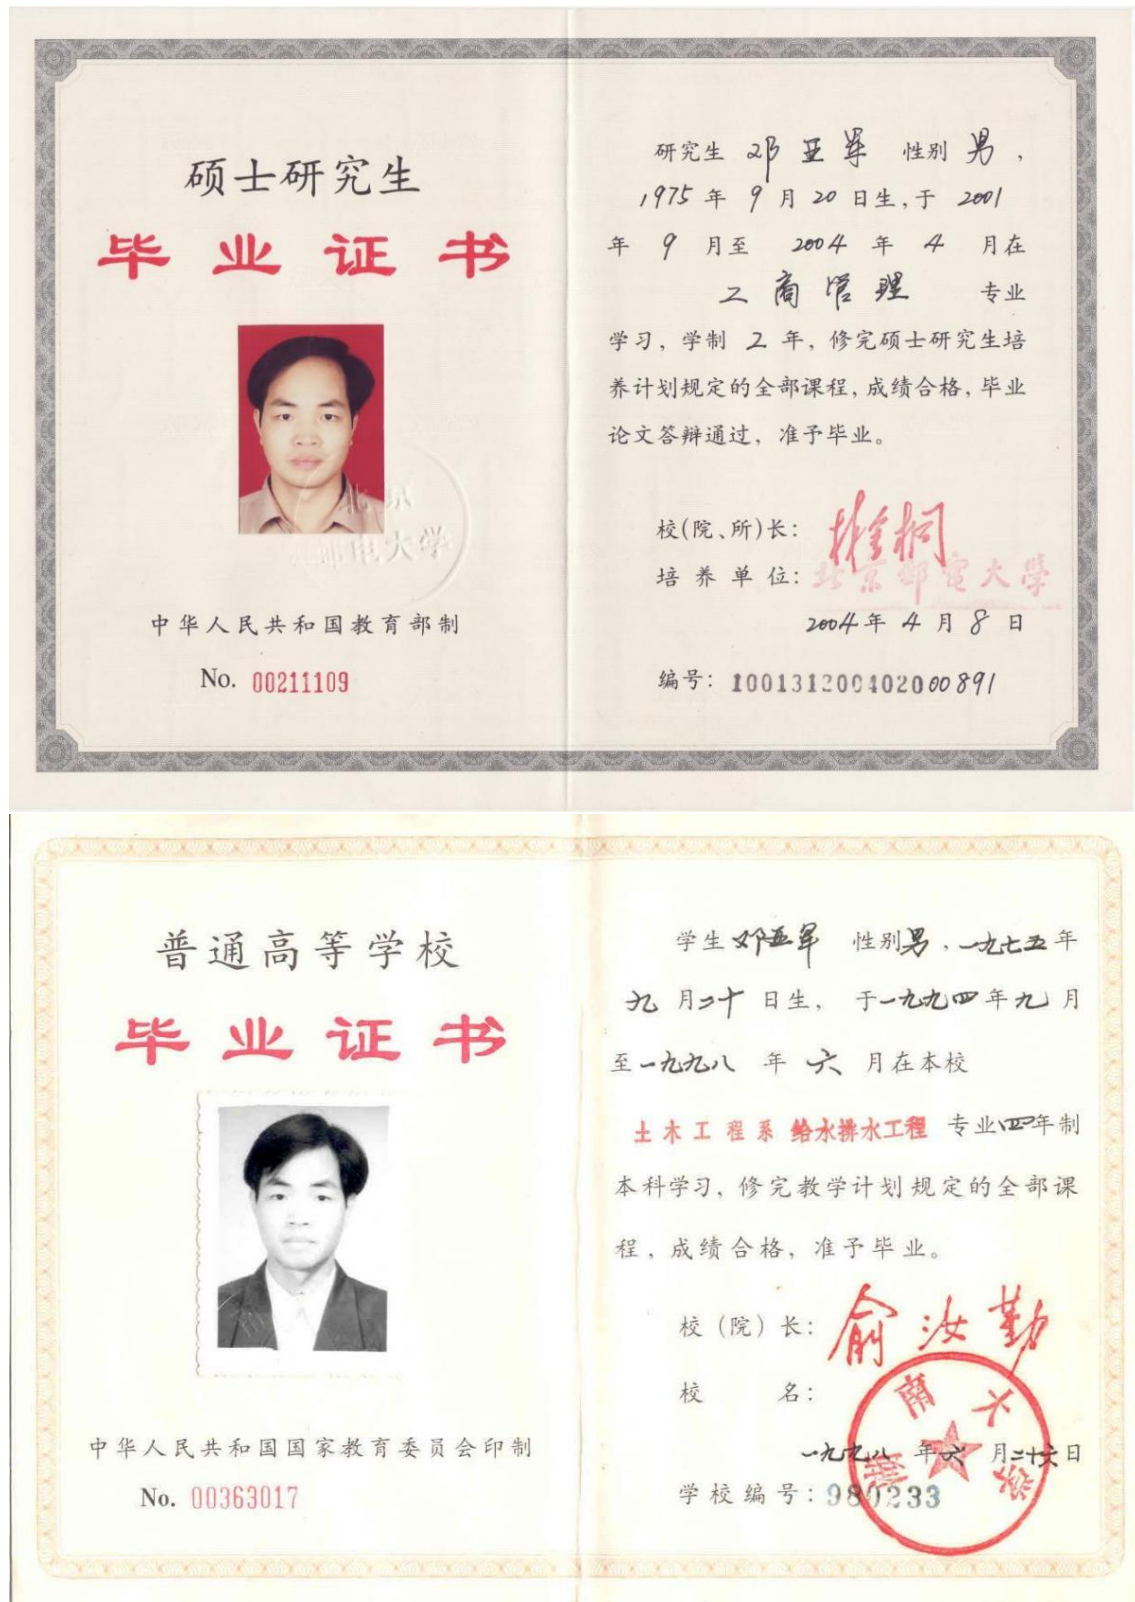 硕士研究生
毕业证书
北京
邮电大学
中华人民共和国教育部制
No. 00211109
研究生 邓亚军 性别 男,
1975 年 9 月 20 日生,于 2001
年 9 月至 2004 年 4 月在
工商管理 专业
学习, 学制 2 年, 修完硕士研究生培
养计划规定的全部课程, 成绩合格, 毕业
论文答辩通过, 准予毕业。
校(院、所)长:
培养单位: 北京邮电大学
2004 年 4 月 8 日
编号: 100131200402000891
普通高等学校
毕业证书
中华人民共和国国家教育委员会印制
No. 00363017
学生 邓亚军 性别 男, 一九七五年
九月二十日生, 于一九九四年九月
至一九九八年六月在本校
土木工程系 给水排水工程 专业四年制
本科学习, 修完教学计划规定的全部课
程, 成绩合格, 准予毕业。
校(院)长: 俞汝勤
校名:
湖南大学
一九九八年六月二十六日
学校编号: 980233